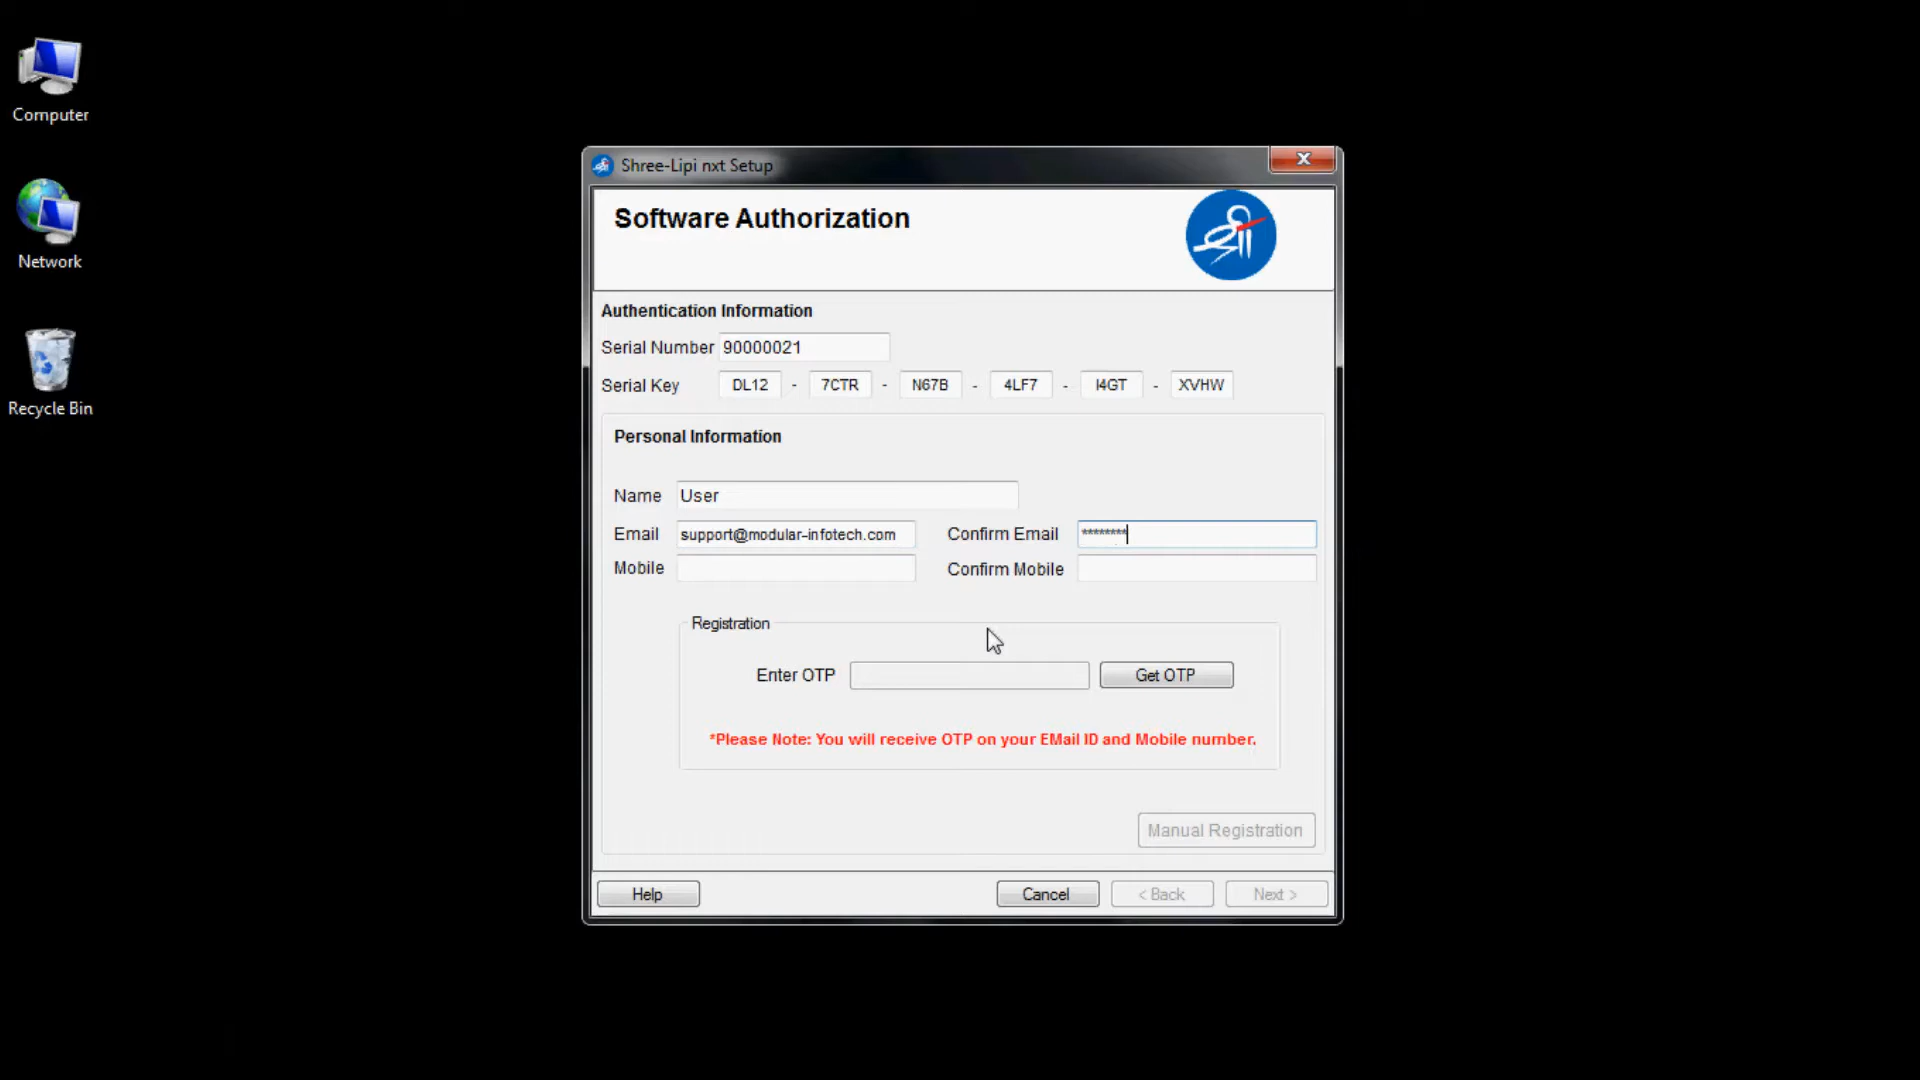 Computer
Network
Recycle Bin
Shree-Lipi nxt Setup
Software Authorization
श्री
Authentication Information
Serial Number 90000021
Serial Key DL12 - 7CTR - N67B - 4LF7 - I4GT - XVHW
Personal Information
Name User
Email support@modular-infotech.com Confirm Email ********
Mobile Confirm Mobile
Registration
Enter OTP Get OTP
*Please Note: You will receive OTP on your EMail ID and Mobile number.
Manual Registration
Help Cancel < Back Next >